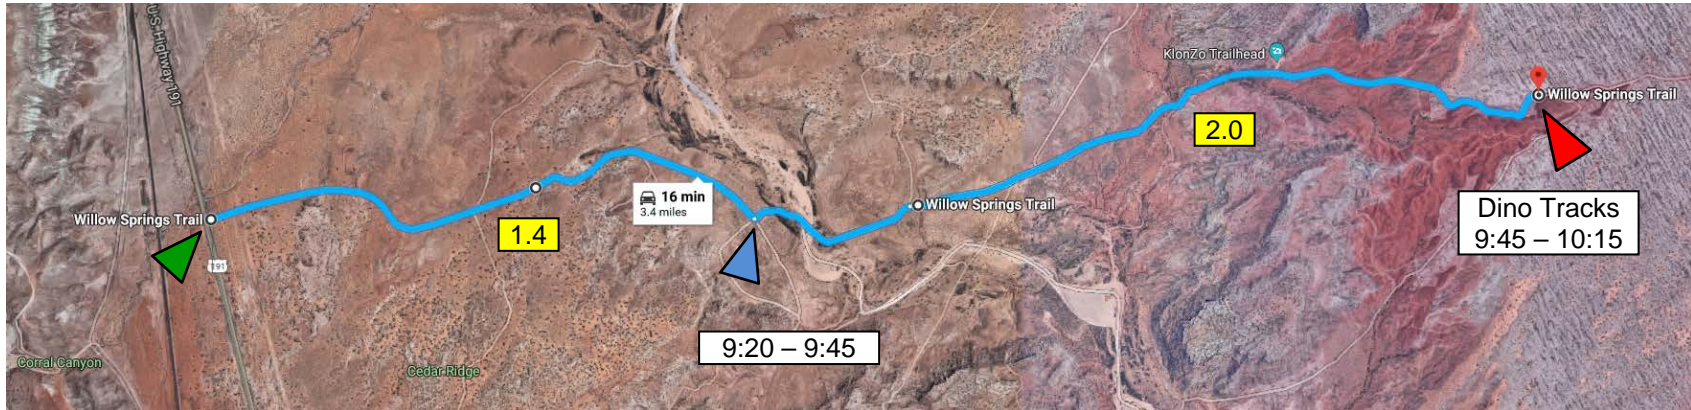 U.S. Highway 191
KlonZo Trailhead
Willow Springs Trail
2.0
16 min
3.4 miles
Willow Springs Trail
Willow Springs Trail
1.4
Dino Tracks
9:45 – 10:15
191
9:20 – 9:45
Corral Canyon
Cedar Ridge